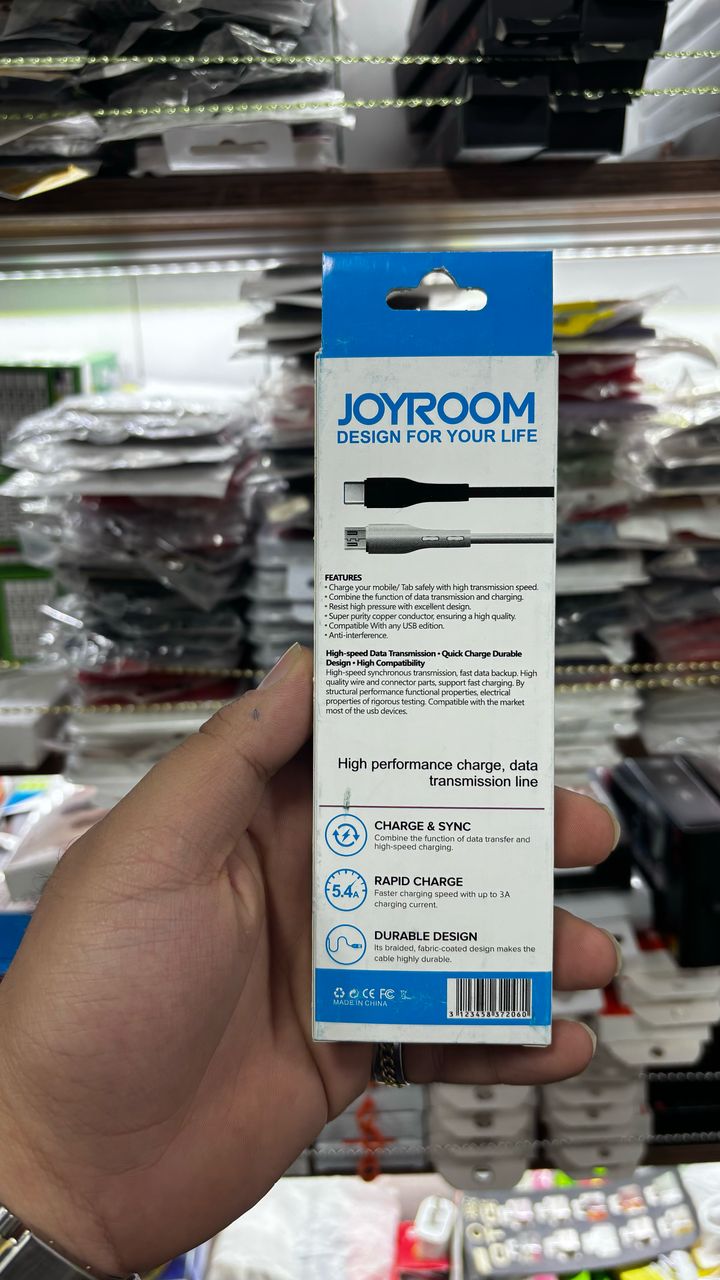 JOYROOM
DESIGN FOR YOUR LIFE
FEATURES
• Charge your mobile/ Tab safely with high transmission speed.
• Combine the function of data transmission and charging.
• Resist high pressure with excellent design.
• Super purity copper conductor, ensuring a high quality.
• Compatible With any USB edition.
• Anti-interference.
High-speed Data Transmission • Quick Charge Durable
Design • High Compatibility
High-speed synchronous transmission, fast data backup. High
quality wire and connector parts, support fast charging. By
structural performance functional properties, electrical
properties of rigorous testing. Compatible with the market
most of the usb devices.
High performance charge, data
transmission line
CHARGE & SYNC
Combine the function of data transfer and
high-speed charging.
5.4A
RAPID CHARGE
Faster charging speed with up to 3A
charging current.
DURABLE DESIGN
Its braided, fabric-coated design makes the
cable highly durable.
CE FC
MADE IN CHINA
3 123458 372060